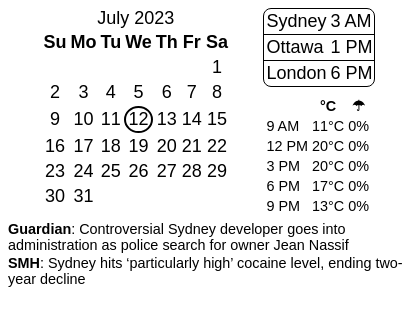 July 2023
Su Mo Tu We Th Fr Sa
1
2 3 4 5 6 7 8
9 10 11 12 13 14 15
16 17 18 19 20 21 22
23 24 25 26 27 28 29
30 31
Sydney 3 AM
Ottawa 1 PM
London 6 PM
°C ☂
9 AM 11°C 0%
12 PM 20°C 0%
3 PM 20°C 0%
6 PM 17°C 0%
9 PM 13°C 0%
Guardian: Controversial Sydney developer goes into
administration as police search for owner Jean Nassif
SMH: Sydney hits ‘particularly high’ cocaine level, ending two-
year decline